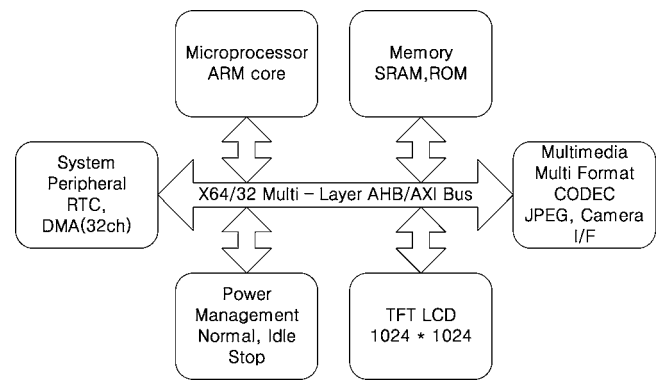 Microprocessor
ARM core
Memory
SRAM,ROM
System
Peripheral
RTC,
DMA(32ch)
X64/32 Multi – Layer AHB/AXI Bus
Multimedia
Multi Format
CODEC
JPEG, Camera
I/F
Power
Management
Normal, Idle
Stop
TFT LCD
1024 * 1024